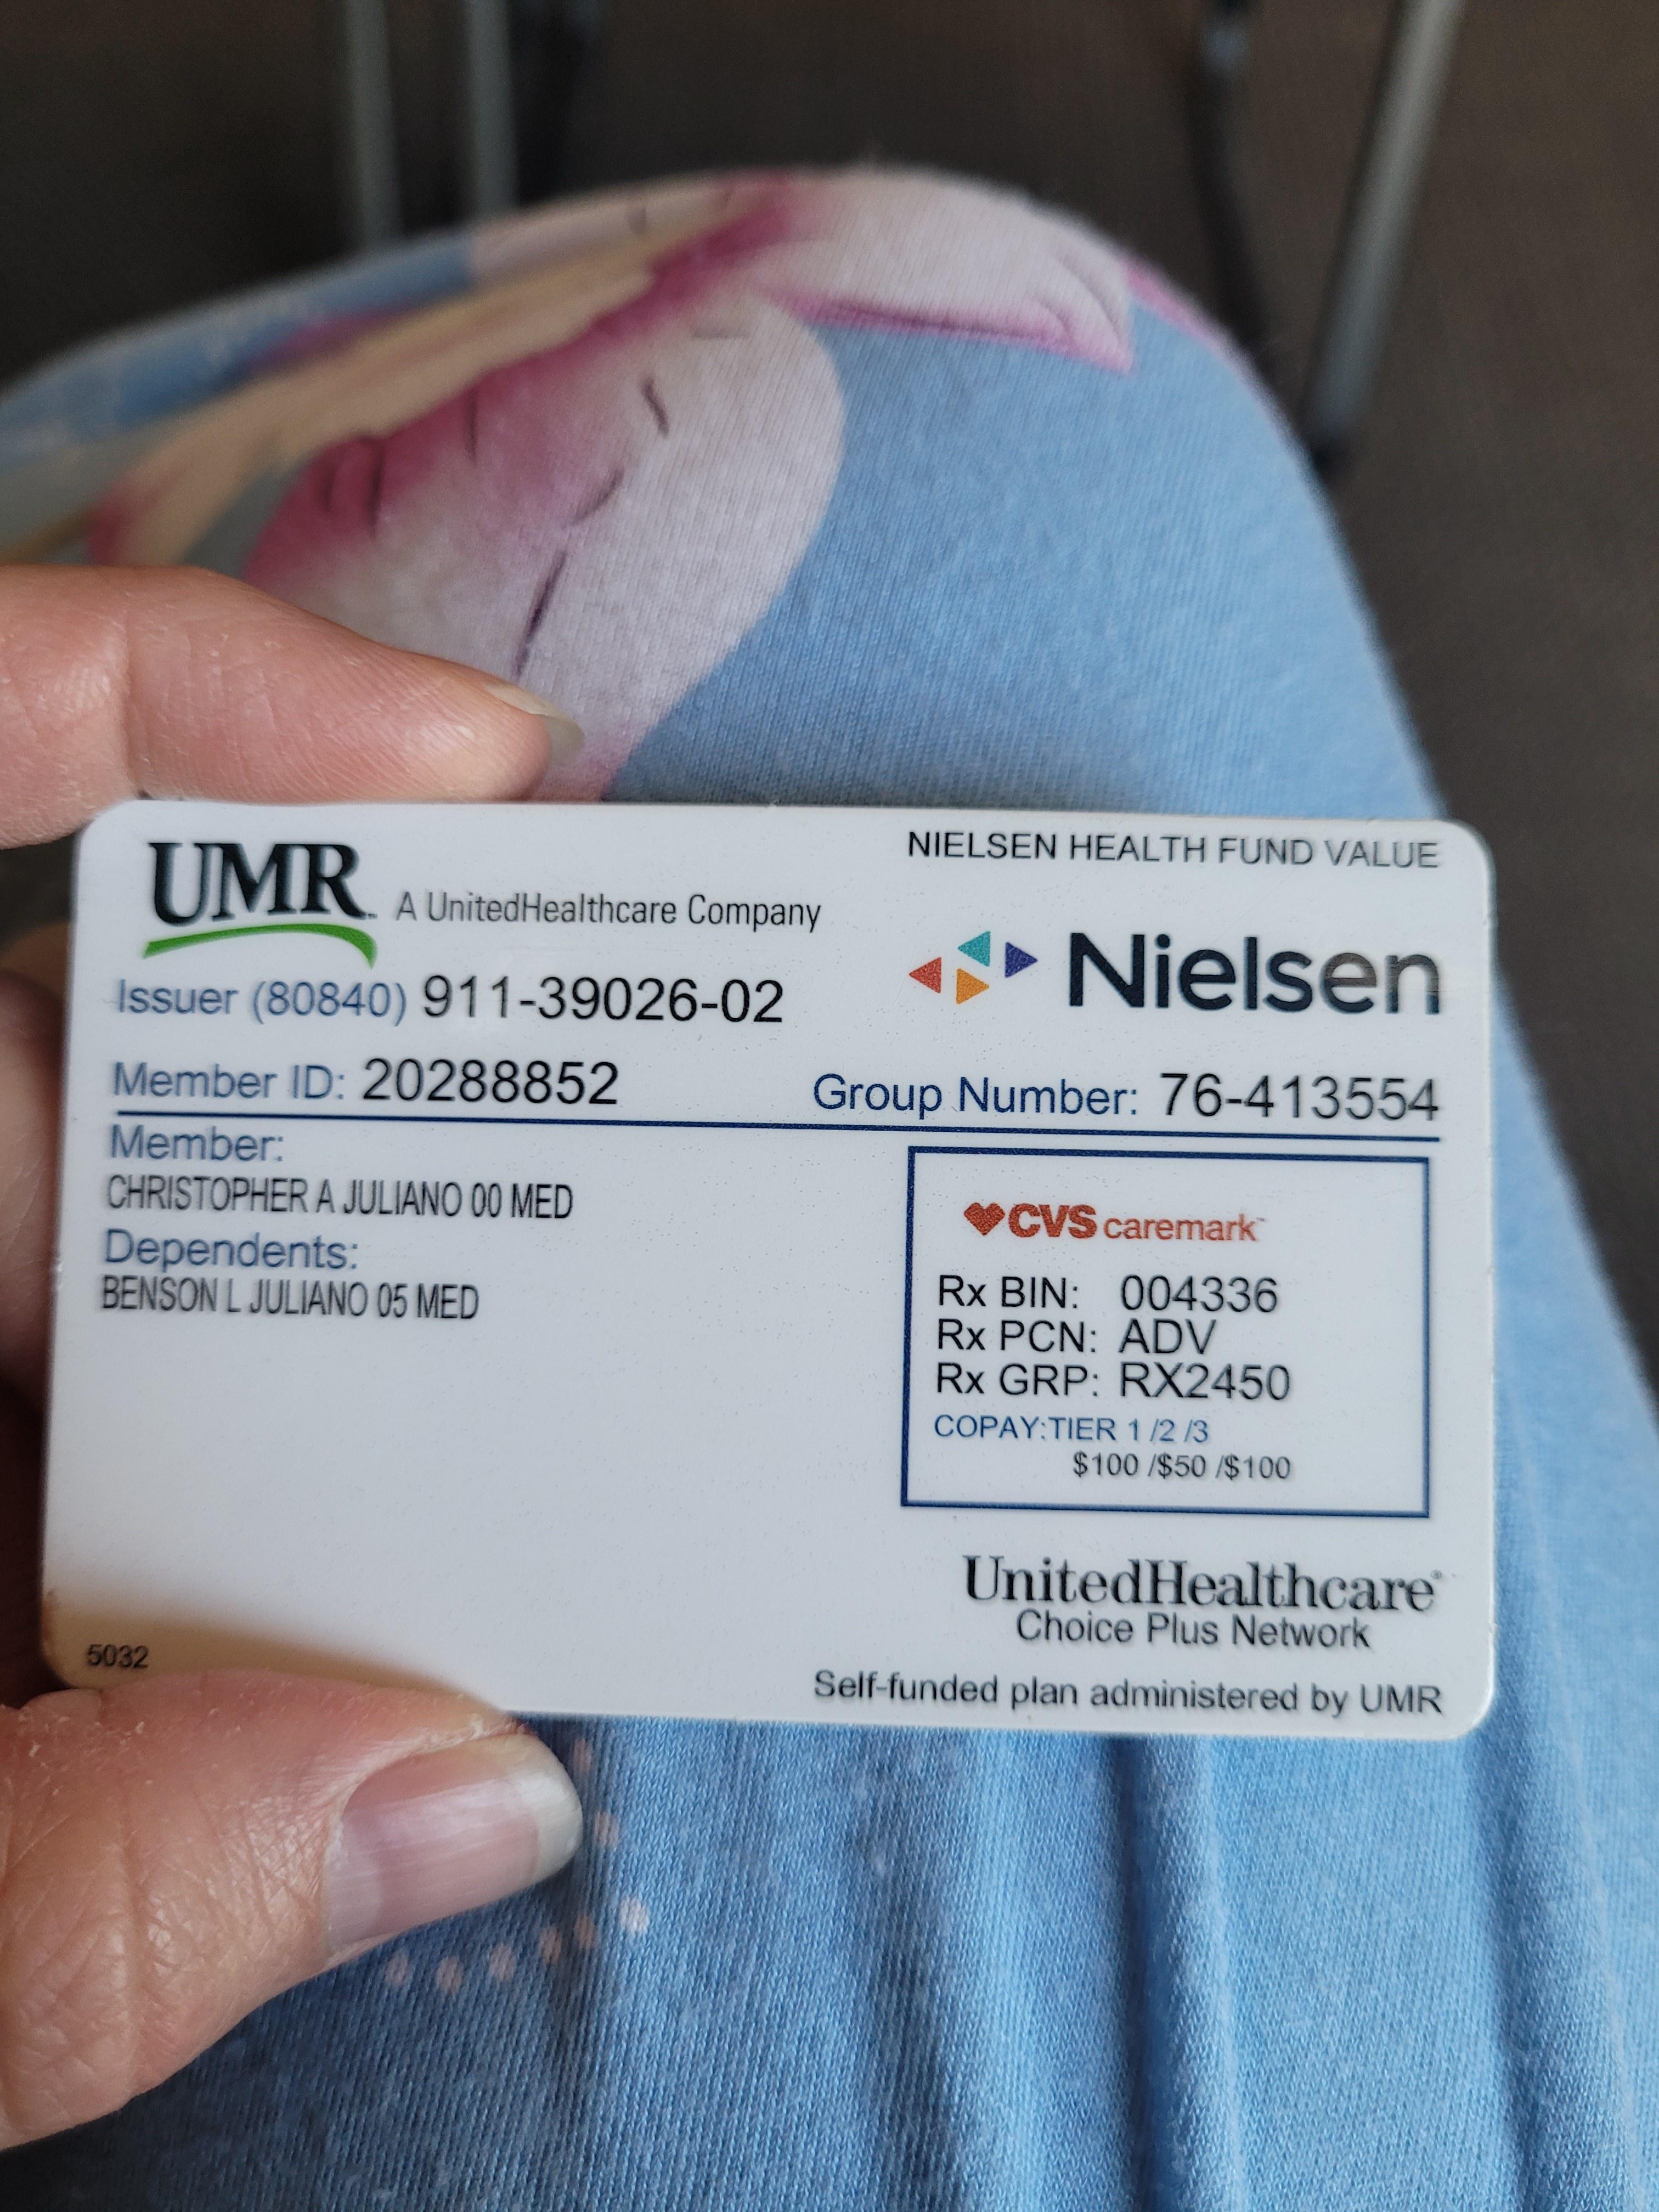 UMR
A UnitedHealthcare Company
NIELSEN HEALTH FUND VALUE
Nielsen
Issuer (80840) 911-39026-02
Member ID: 20288852
Group Number: 76-413554
Member:
CHRISTOPHER A JULIANO 00 MED
Dependents:
BENSON L JULIANO 05 MED
CVS caremark™
Rx BIN: 004336
Rx PCN: ADV
Rx GRP: RX2450
COPAY:TIER 1 /2 /3
$100 /$50 /$100
UnitedHealthcare®
Choice Plus Network
5032
Self-funded plan administered by UMR